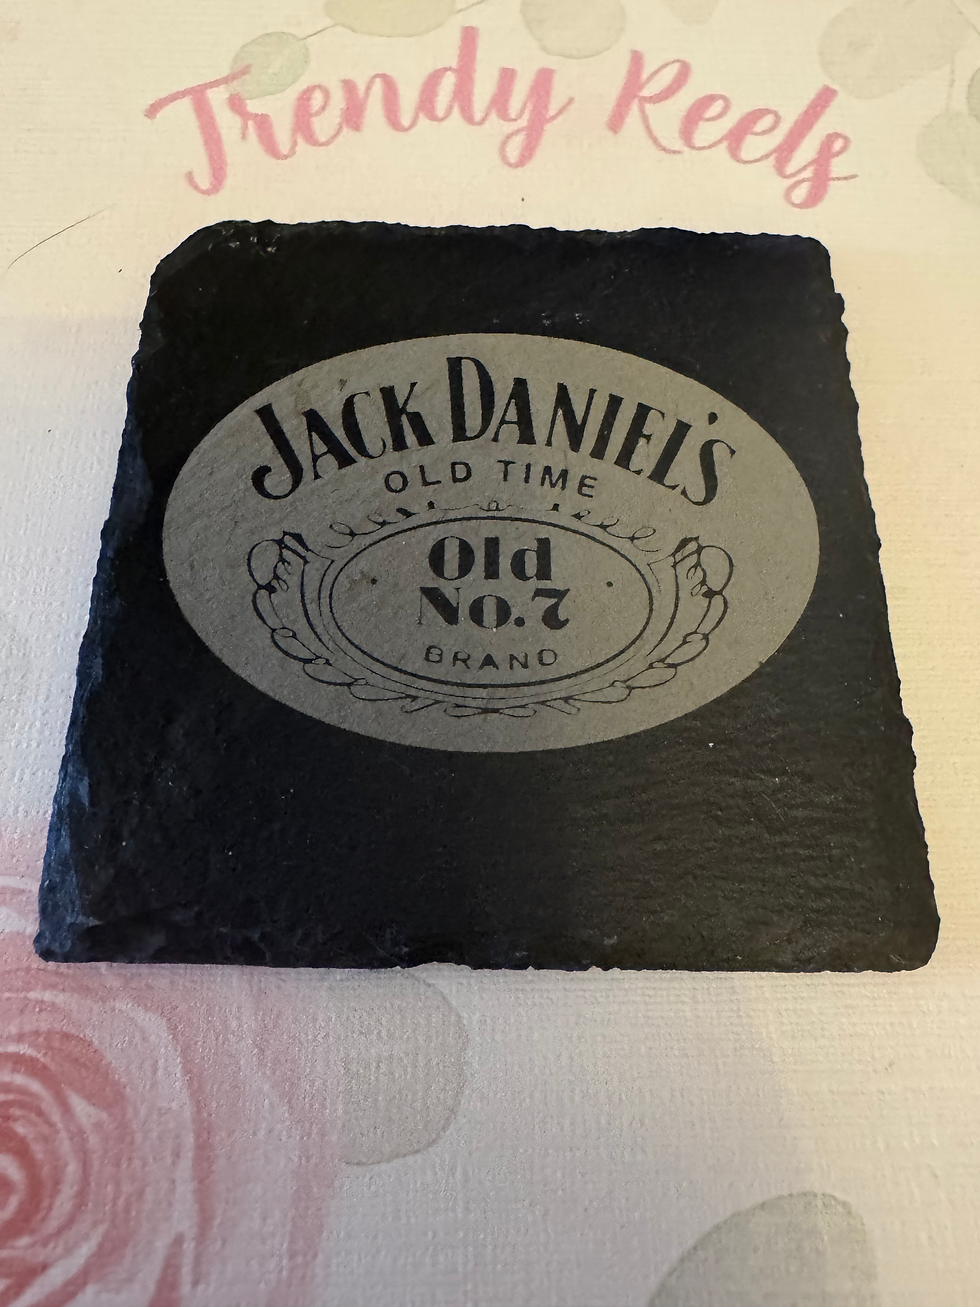 Trendy Reels
JACK DANIEL'S
OLD TIME
Old
No.7
BRAND